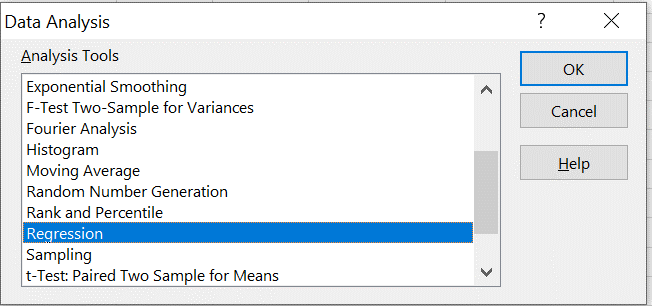 Data Analysis
?
Analysis Tools
Exponential Smoothing
F-Test Two-Sample for Variances
Fourier Analysis
Histogram
Moving Average
Random Number Generation
Rank and Percentile
Regression
Sampling
t-Test: Paired Two Sample for Means
OK
Cancel
Help